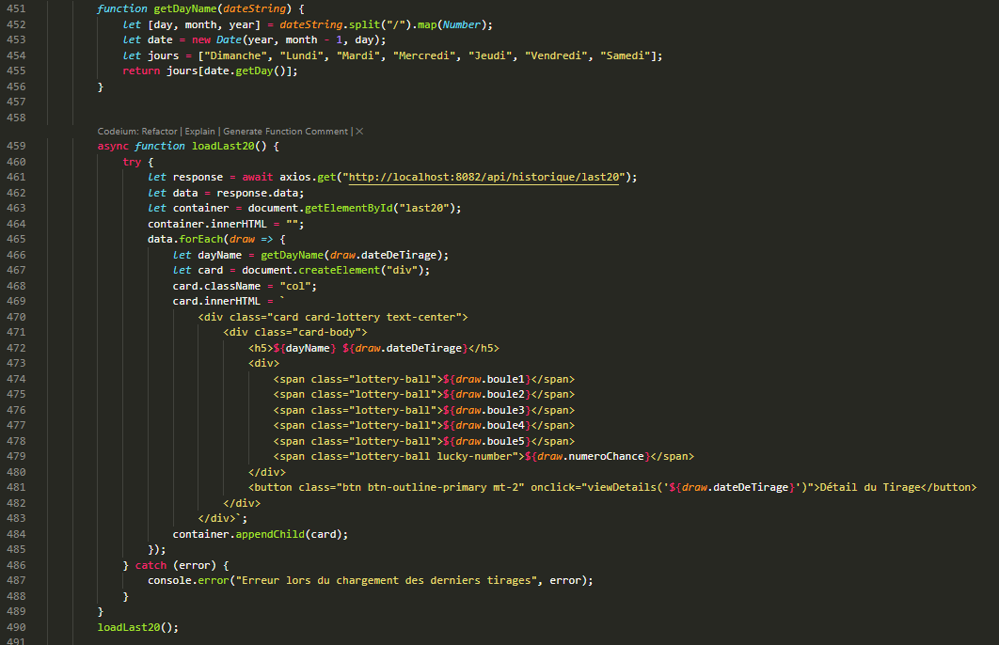 451 function getDayName(dateString) {
452 let [day, month, year] = dateString.split("/").map(Number);
453 let date = new Date(year, month - 1, day);
454 let jours = ["Dimanche", "Lundi", "Mardi", "Mercredi", "Jeudi", "Vendredi", "Samedi"];
455 return jours[date.getDay()];
456 }
457
458
Codeium: Refactor | Explain | Generate Function Comment | ✕
459 async function loadLast20() {
460 try {
461 let response = await axios.get("http://localhost:8082/api/historique/last20");
462 let data = response.data;
463 let container = document.getElementById("last20");
464 container.innerHTML = "";
465 data.forEach(draw => {
466 let dayName = getDayName(draw.dateDeTirage);
467 let card = document.createElement("div");
468 card.className = "col";
469 card.innerHTML = `
470 <div class="card card-lottery text-center">
471 <div class="card-body">
472 <h5>${dayName} ${draw.dateDeTirage}</h5>
473 <div>
474 <span class="lottery-ball">${draw.boule1}</span>
475 <span class="lottery-ball">${draw.boule2}</span>
476 <span class="lottery-ball">${draw.boule3}</span>
477 <span class="lottery-ball">${draw.boule4}</span>
478 <span class="lottery-ball">${draw.boule5}</span>
479 <span class="lottery-ball lucky-number">${draw.numeroChance}</span>
480 </div>
481 <button class="btn btn-outline-primary mt-2" onclick="viewDetails('${draw.dateDeTirage}')">Détail du Tirage</button>
482 </div>
483 </div>`;
484 container.appendChild(card);
485 });
486 } catch (error) {
487 console.error("Erreur lors du chargement des derniers tirages", error);
488 }
489 }
490 loadLast20();
491